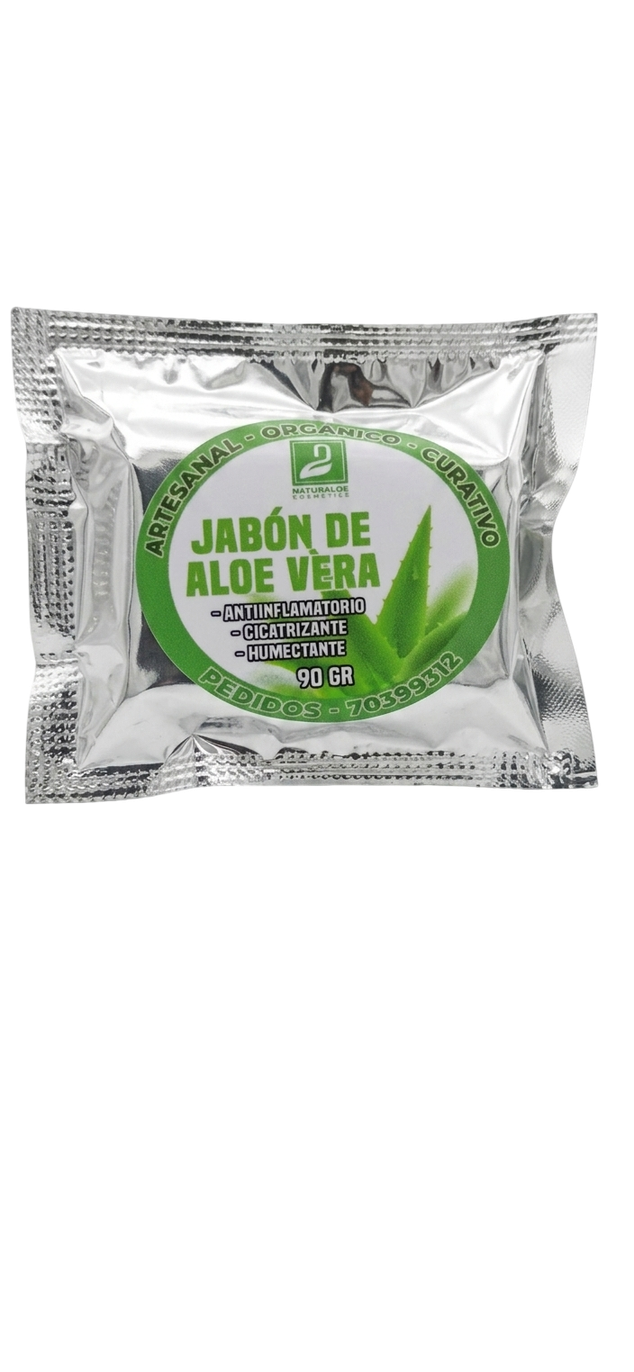 ARTESANAL - ORGANICO - CURATIVO
NATURALOE
COSMETICS
JABÓN DE
ALOE VÈRA
- ANTIINFLAMATORIO
- CICATRIZANTE
- HUMECTANTE
90 GR
PEDIDOS - 70399312